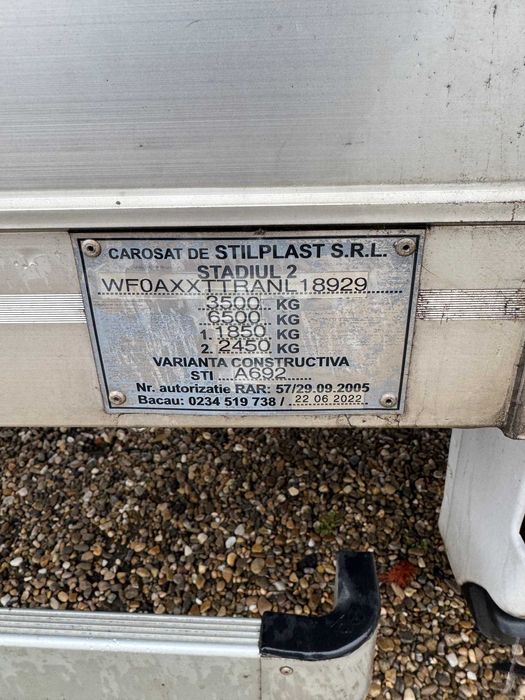 CAROSAT DE STILPLAST S.R.L.
STADIUL 2
WF0AXXTTRANL18929
3500 KG
6500 KG
1. 1850 KG
2. 2450 KG
VARIANTA CONSTRUCTIVA
STI A692
Nr. autorizatie RAR: 57/29.09.2005
Bacau: 0234 519 738 / 22 06 2022